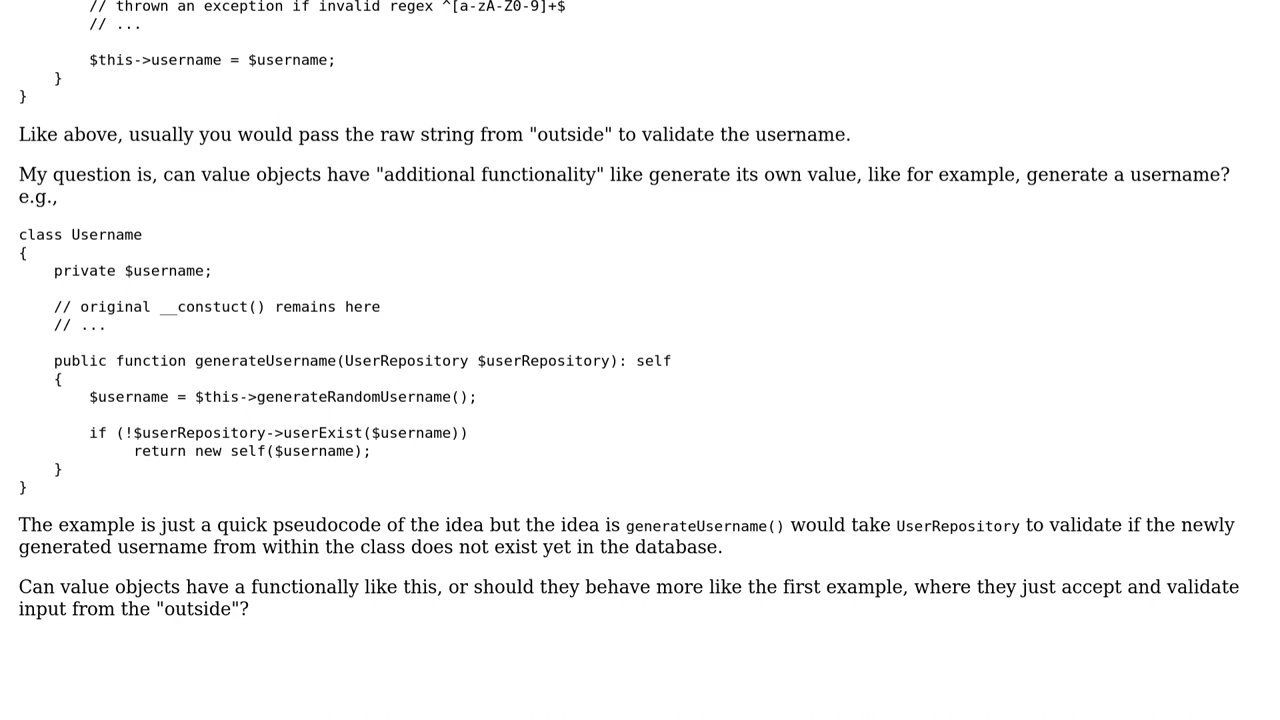 // thrown an exception if invalid regex ^[a-zA-Z0-9]+$
// ...
$this->username = $username;
}
}
Like above, usually you would pass the raw string from "outside" to validate the username.
My question is, can value objects have "additional functionality" like generate its own value, like for example, generate a username?
e.g.,
class Username
{
private $username;
// original __constuct() remains here
// ...
public function generateUsername(UserRepository $userRepository): self
{
$username = $this->generateRandomUsername();
if (!$userRepository->userExist($username))
return new self($username);
}
}
The example is just a quick pseudocode of the idea but the idea is generateUsername() would take UserRepository to validate if the newly
generated username from within the class does not exist yet in the database.
Can value objects have a functionally like this, or should they behave more like the first example, where they just accept and validate
input from the "outside"?